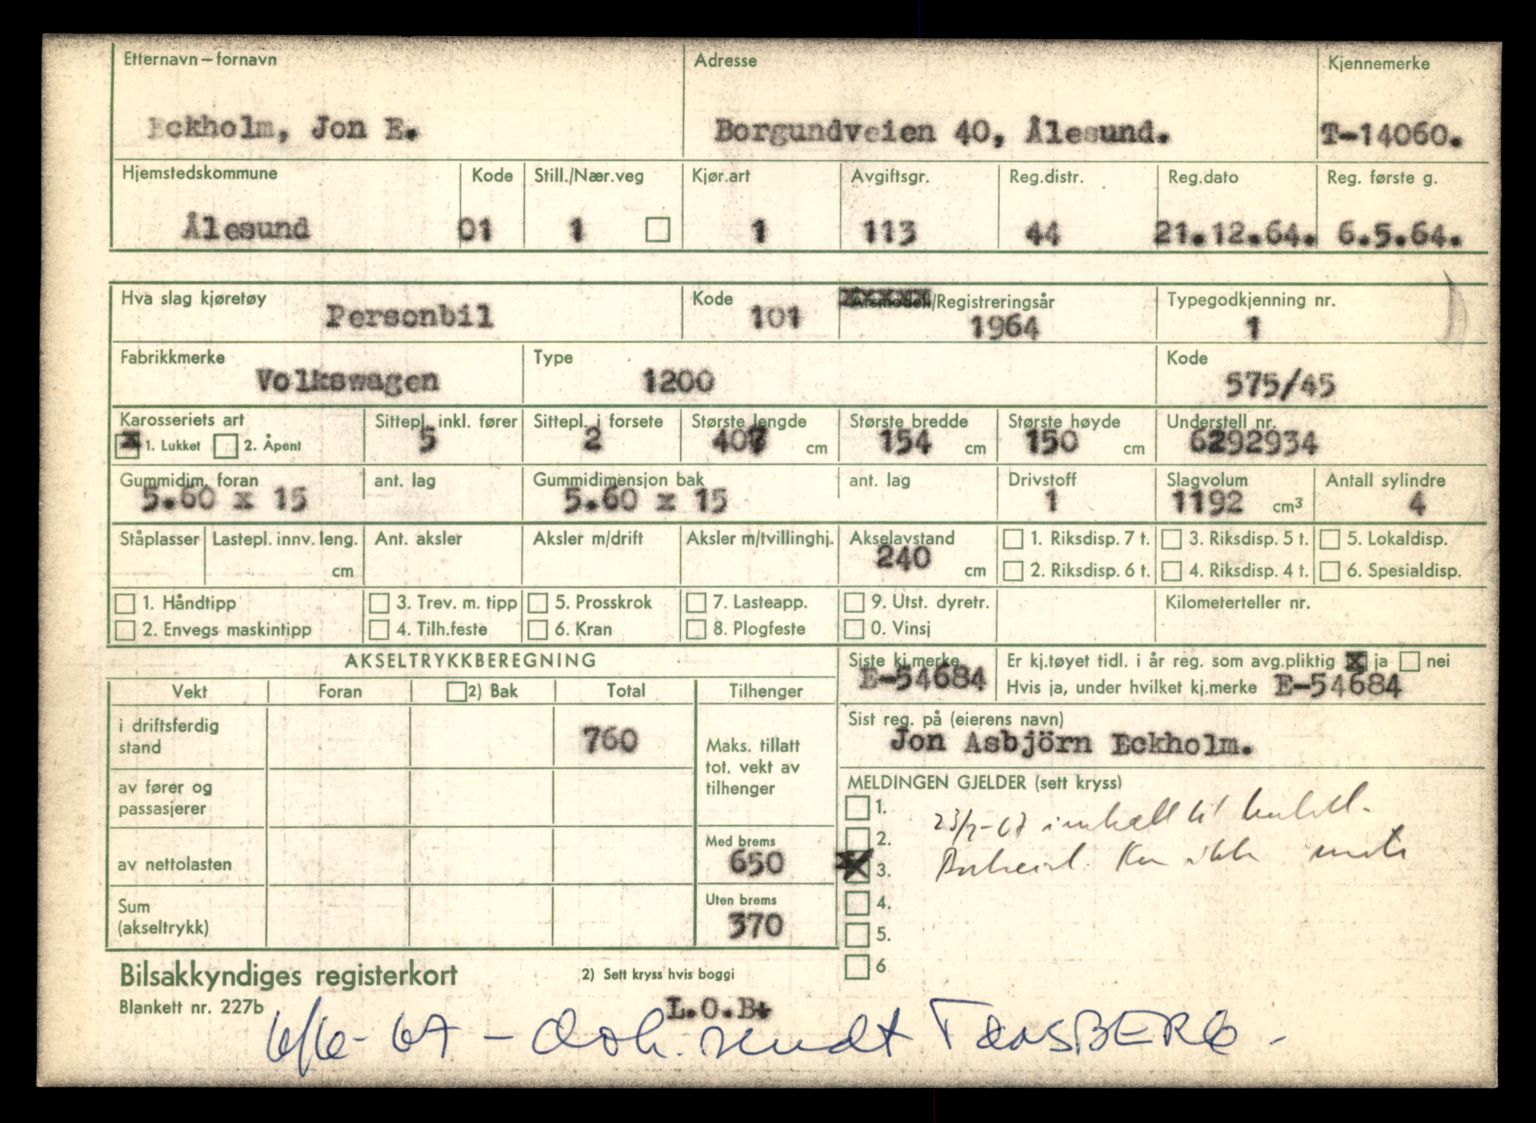 Etternavn–fornavn Adresse Kjennemerke
Eckholm, Jon E. Borgundveien 40, Ålesund. T-14060.
Hjemstedskommune Kode Still./Nær.veg Kjør.art Avgiftsgr. Reg.distr. Reg.dato Reg. første g.
Ålesund 01 1 1 113 44 21.12.64. 6.5.64.
Hva slag kjøretøy Kode Årsmodell/Registreringsår Typegodkjenning nr.
Personbil 101 1964 1
Fabrikkmerke Type Kode
Volkswagen 1200 575/45
Karosseriets art Sittepl. inkl. fører Sittepl. i forsete Største lengde Største bredde Største høyde Understell nr.
x 1. Lukket 2. Åpent 5 2 407 cm 154 cm 150 cm 6292934
Gummidim. foran ant. lag Gummidimensjon bak ant. lag Drivstoff Slagvolum Antall sylindre
5.60 x 15 5.60 x 15 1 1192 cm³ 4
Ståplasser Lastepl. innv. leng. Ant. aksler Aksler m/drift Aksler m/tvillinghj. Akselavstand 1. Riksdisp. 7 t. 3. Riksdisp. 5 t. 5. Lokaldisp.
cm 240 cm 2. Riksdisp. 6 t. 4. Riksdisp. 4 t. 6. Spesialdisp.
1. Håndtipp 3. Trev. m. tipp 5. Prosskrok 7. Lasteapp. 9. Utst. dyretr. Kilometerteller nr.
2. Envegs maskintipp 4. Tilh.feste 6. Kran 8. Plogfeste 0. Vinsj
AKSELTRYKKBEREGNING Siste kj.merke Er kj.tøyet tidl. i år reg. som avg.pliktig x ja nei
E-54684 Hvis ja, under hvilket kj.merke E-54684
Vekt Foran 2) Bak Total Tilhenger
Sist reg. på (eierens navn)
Jon Asbjörn Eckholm.
i driftsferdig stand 760
Maks. tillatt
tot. vekt av
tilhenger
MELDINGEN GJELDER (sett kryss)
av fører og
passasjerer
1.
23/2-67
2.
ikke
Med brems
av nettolasten 650
x 3.
Uten brems
4.
Sum
(akseltrykk) 370
5.
6
Bilsakkyndiges registerkort 2) Sett kryss hvis boggi
Blankett nr. 227b L.O.B.
6/6-67 - dok. sendt TØNSBERG -